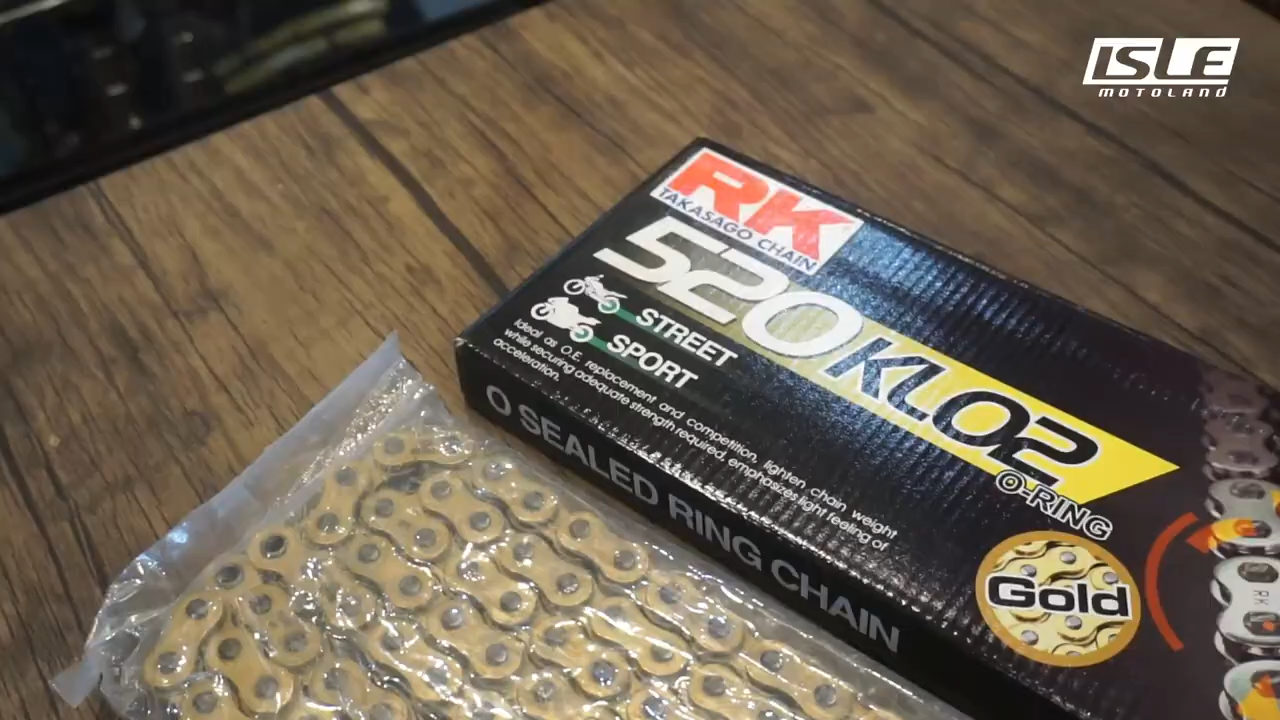 ISLE
MOTOLAND
RK
TAKASAGO CHAIN
520 KLO2
O-RING
STREET
SPORT
Ideal as O.E. replacement and competition, lighten chain weight
while securing adequate strength required, emphasizes light feeling of
acceleration.
O SEALED RING CHAIN
Gold
RK